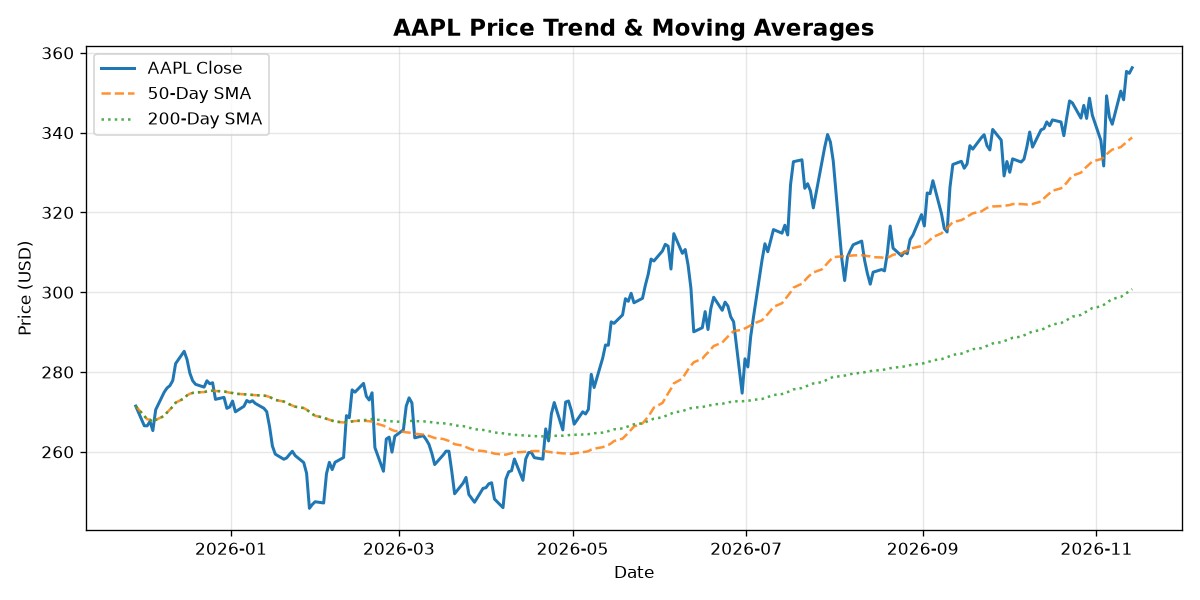 AAPL Price Trend & Moving Averages
AAPL Close
50-Day SMA
200-Day SMA
Price (USD)
360
340
320
300
280
260
2026-01
2026-03
2026-05
2026-07
2026-09
2026-11
Date